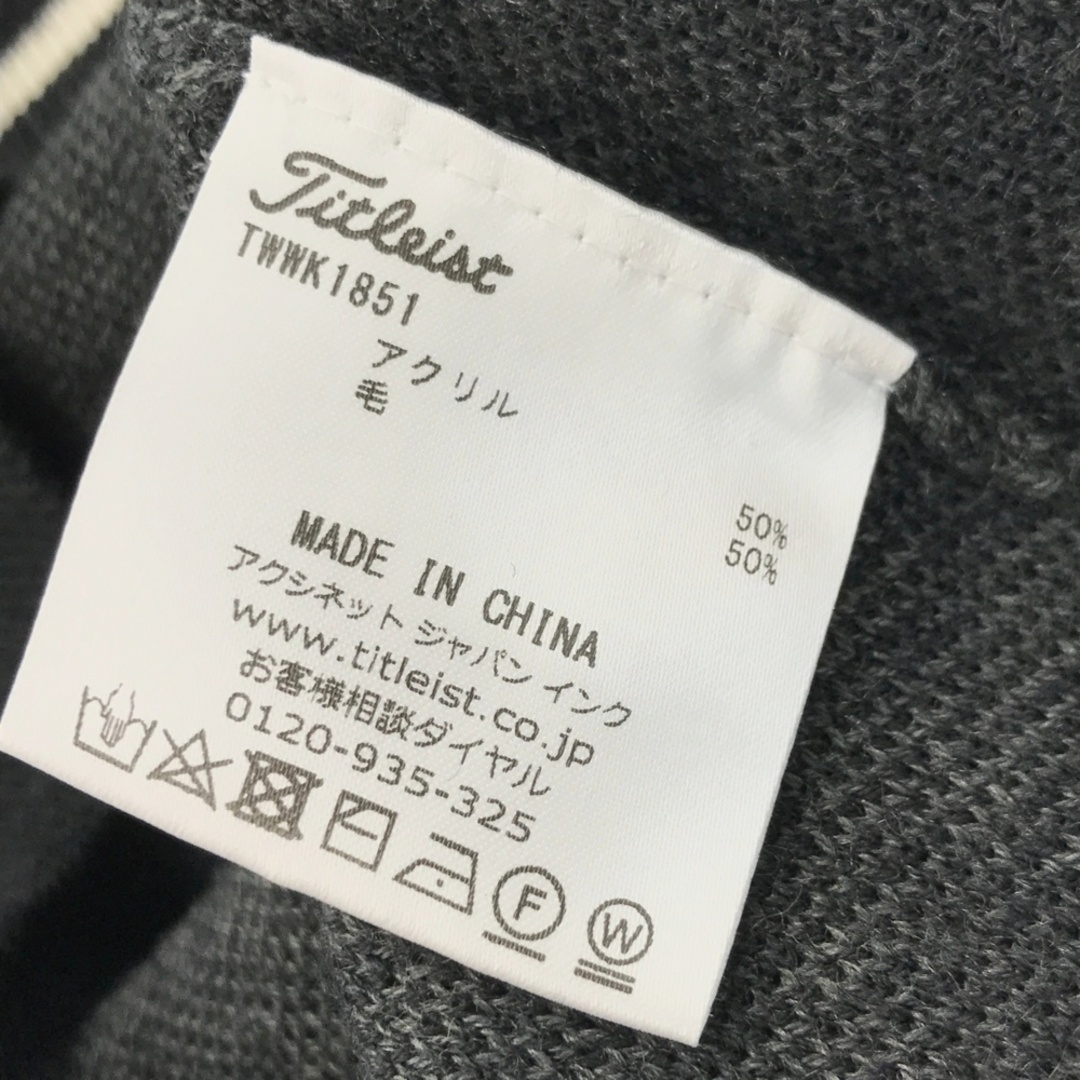 Titleist
TWWK1851
アクリル 50%
毛 50%
MADE IN CHINA
アクシネット ジャパン インク
www.titleist.co.jp
お客様相談ダイヤル
0120-935-325
F W